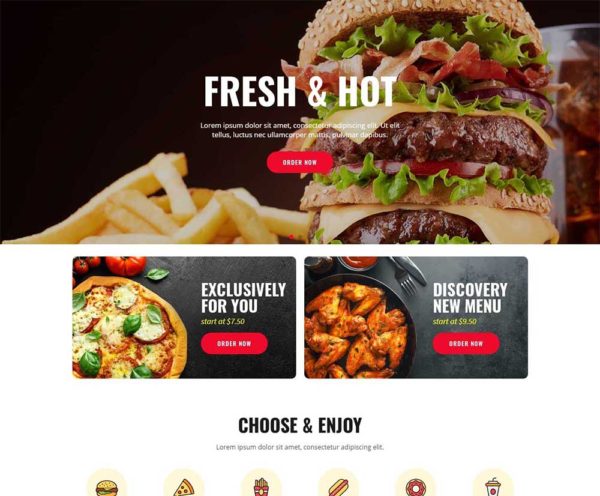 FRESH & HOT
Lorem ipsum dolor sit amet, consectetur adipiscing elit. Ut elit
tellus, luctus nec ullamcorper mattis, pulvinar dapibus.
ORDER NOW
EXCLUSIVELY
FOR YOU
start at $7.50
ORDER NOW
DISCOVERY
NEW MENU
start at $9.50
ORDER NOW
CHOOSE & ENJOY
Lorem ipsum dolor sit amet, consectetur adipiscing elit.